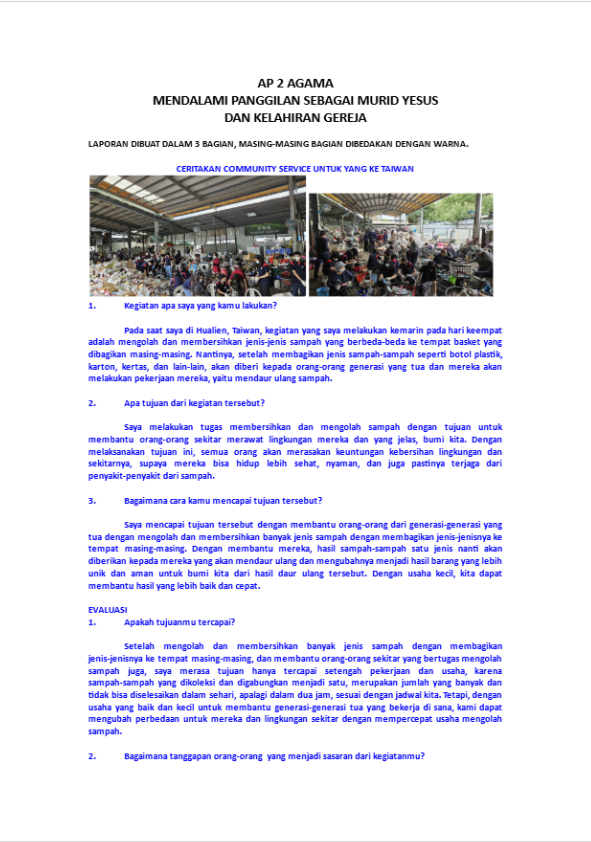 AP 2 AGAMA
MENDALAMI PANGGILAN SEBAGAI MURID YESUS
DAN KELAHIRAN GEREJA
LAPORAN DIBUAT DALAM 3 BAGIAN, MASING-MASING BAGIAN DIBEDAKAN DENGAN WARNA.
CERITAKAN COMMUNITY SERVICE UNTUK YANG KE TAIWAN
1. Kegiatan apa saya yang kamu lakukan?
Pada saat saya di Hualien, Taiwan, kegiatan yang saya melakukan kemarin pada hari keempat
adalah mengolah dan membersihkan jenis-jenis sampah yang berbeda-beda ke tempat basket yang
dibagikan masing-masing. Nantinya, setelah membagikan jenis sampah-sampah seperti botol plastik,
karton, kertas, dan lain-lain, akan diberi kepada orang-orang generasi yang tua dan mereka akan
melakukan pekerjaan mereka, yaitu mendaur ulang sampah.
2. Apa tujuan dari kegiatan tersebut?
Saya melakukan tugas membersihkan dan mengolah sampah dengan tujuan untuk
membantu orang-orang sekitar merawat lingkungan mereka dan yang jelas, bumi kita. Dengan
melaksanakan tujuan ini, semua orang akan merasakan keuntungan kebersihan lingkungan dan
sekitarnya, supaya mereka bisa hidup lebih sehat, nyaman, dan juga pastinya terjaga dari
penyakit-penyakit dari sampah.
3. Bagaimana cara kamu mencapai tujuan tersebut?
Saya mencapai tujuan tersebut dengan membantu orang-orang dari generasi-generasi yang
tua dengan mengolah dan membersihkan banyak jenis sampah dengan membagikan jenis-jenisnya ke
tempat masing-masing. Dengan membantu mereka, hasil sampah-sampah satu jenis nanti akan
diberikan kepada mereka yang akan mendaur ulang dan mengubahnya menjadi hasil barang yang lebih
unik dan aman untuk bumi kita dari hasil daur ulang tersebut. Dengan usaha kecil, kita dapat
membantu hasil yang lebih baik dan cepat.
EVALUASI
1. Apakah tujuanmu tercapai?
Setelah mengolah dan membersihkan banyak jenis sampah dengan membagikan
jenis-jenisnya ke tempat masing-masing, dan membantu orang-orang sekitar yang bertugas mengolah
sampah juga, saya merasa tujuan hanya tercapai setengah pekerjaan dan usaha, karena
sampah-sampah yang dikoleksi dan digabungkan menjadi satu, merupakan jumlah yang banyak dan
tidak bisa diselesaikan dalam sehari, apalagi dalam dua jam, sesuai dengan jadwal kita. Tetapi, dengan
usaha yang baik dan kecil untuk membantu generasi-generasi tua yang bekerja di sana, kami dapat
mengubah perbedaan untuk mereka dan lingkungan sekitar dengan mempercepat usaha mengolah
sampah.
2. Bagaimana tanggapan orang-orang yang menjadi sasaran dari kegiatanmu?